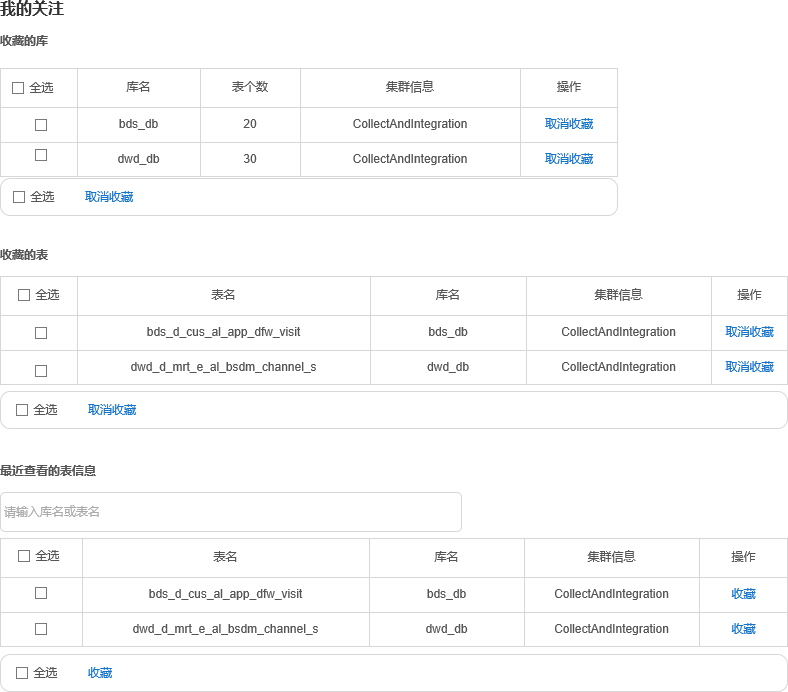 我的关注
收藏的库
全选 库名 表个数 集群信息 操作
bds_db 20 CollectAndIntegration 取消收藏
dwd_db 30 CollectAndIntegration 取消收藏
全选 取消收藏
收藏的表
全选 表名 库名 集群信息 操作
bds_d_cus_al_app_dfw_visit bds_db CollectAndIntegration 取消收藏
dwd_d_mrt_e_al_bsdm_channel_s dwd_db CollectAndIntegration 取消收藏
全选 取消收藏
最近查看的表信息
请输入库名或表名
全选 表名 库名 集群信息 操作
bds_d_cus_al_app_dfw_visit bds_db CollectAndIntegration 收藏
dwd_d_mrt_e_al_bsdm_channel_s dwd_db CollectAndIntegration 收藏
全选 收藏